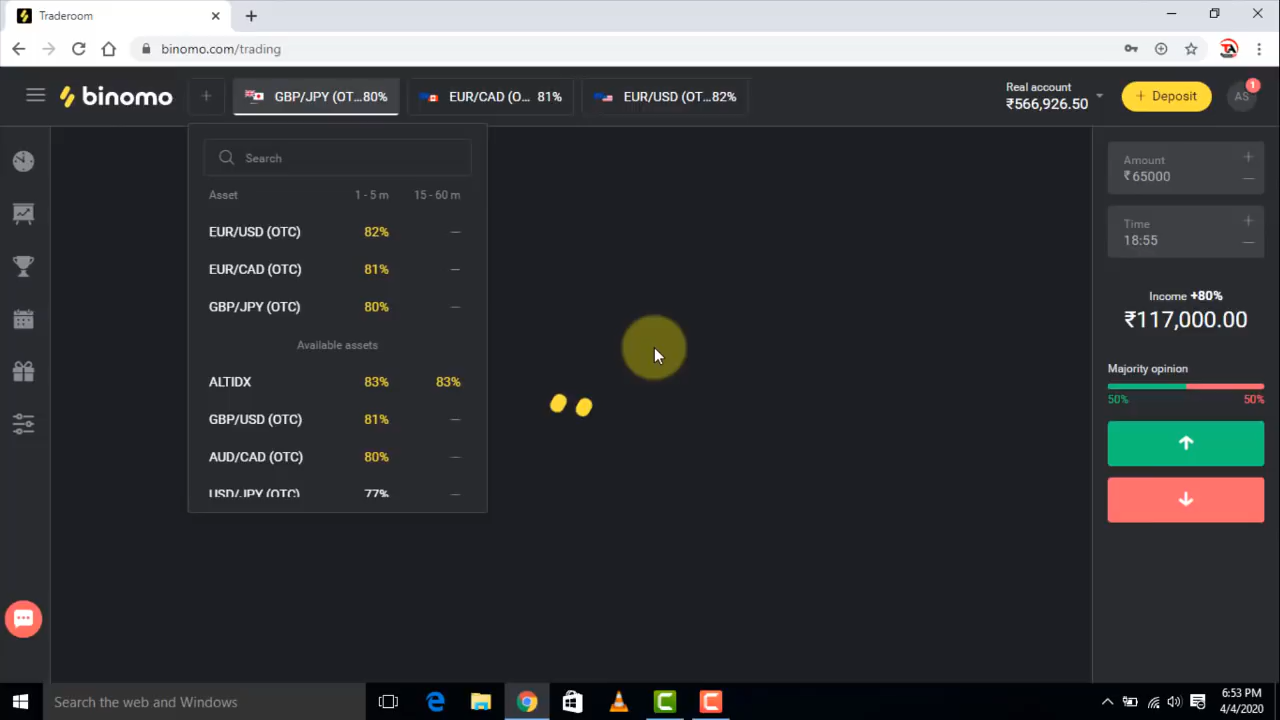 Traderoom
binomo.com/trading
binomo
GBP/JPY (OT...80%
EUR/CAD (O... 81%
EUR/USD (OT...82%
Real account
₹566,926.50
+ Deposit
AS
1
Search
Asset 1 - 5 m 15 - 60 m
EUR/USD (OTC) 82% —
EUR/CAD (OTC) 81% —
GBP/JPY (OTC) 80% —
Available assets
ALTIDX 83% 83%
GBP/USD (OTC) 81% —
AUD/CAD (OTC) 80% —
USD/JPY (OTC) 77% —
Amount
₹65000
Time
18:55
Income +80%
₹117,000.00
Majority opinion
50% 50%
Search the web and Windows
6:53 PM
4/4/2020